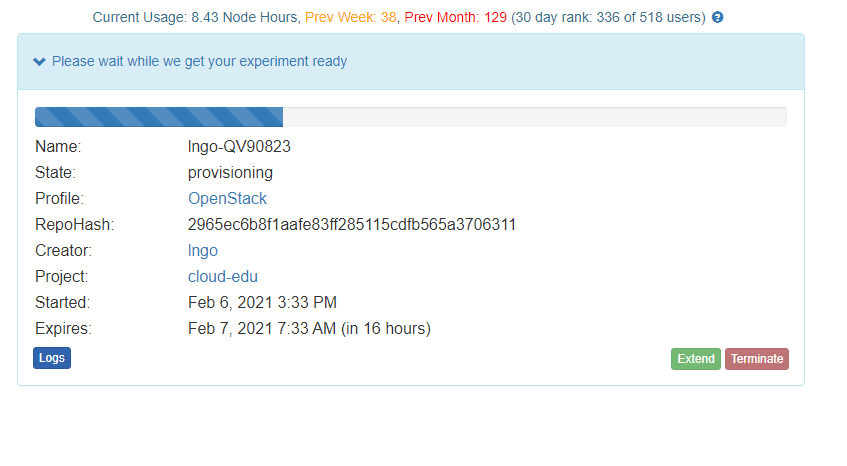 Current Usage: 8.43 Node Hours, Prev Week: 38, Prev Month: 129 (30 day rank: 336 of 518 users)
Please wait while we get your experiment ready
Name: Ingo-QV90823
State: provisioning
Profile: OpenStack
RepoHash: 2965ec6b8f1aafe83ff285115cdfb565a3706311
Creator: Ingo
Project: cloud-edu
Started: Feb 6, 2021 3:33 PM
Expires: Feb 7, 2021 7:33 AM (in 16 hours)
Logs Extend Terminate